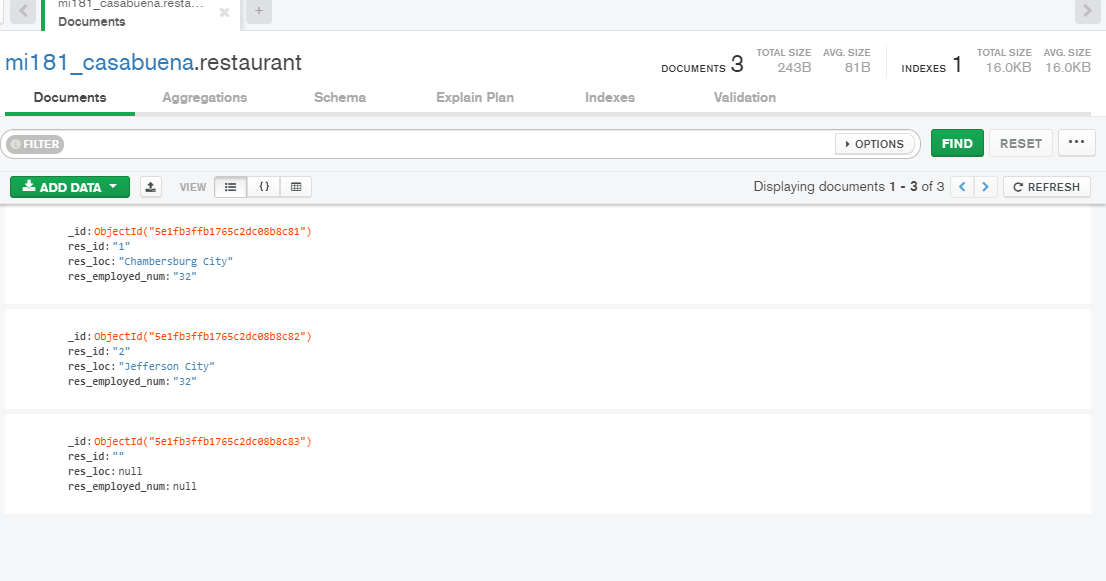 mi181_casabuena.resta...
Documents
+
mi181_casabuena.restaurant
DOCUMENTS 3 TOTAL SIZE 243B AVG. SIZE 81B INDEXES 1 TOTAL SIZE 16.0KB AVG. SIZE 16.0KB
Documents Aggregations Schema Explain Plan Indexes Validation
FILTER OPTIONS FIND RESET ...
ADD DATA VIEW {} Displaying documents 1 - 3 of 3 < > REFRESH
_id: ObjectId("5e1fb3ffb1765c2dc08b8c81")
res_id: "1"
res_loc: "Chambersburg City"
res_employed_num: "32"
_id: ObjectId("5e1fb3ffb1765c2dc08b8c82")
res_id: "2"
res_loc: "Jefferson City"
res_employed_num: "32"
_id: ObjectId("5e1fb3ffb1765c2dc08b8c83")
res_id: ""
res_loc: null
res_employed_num: null